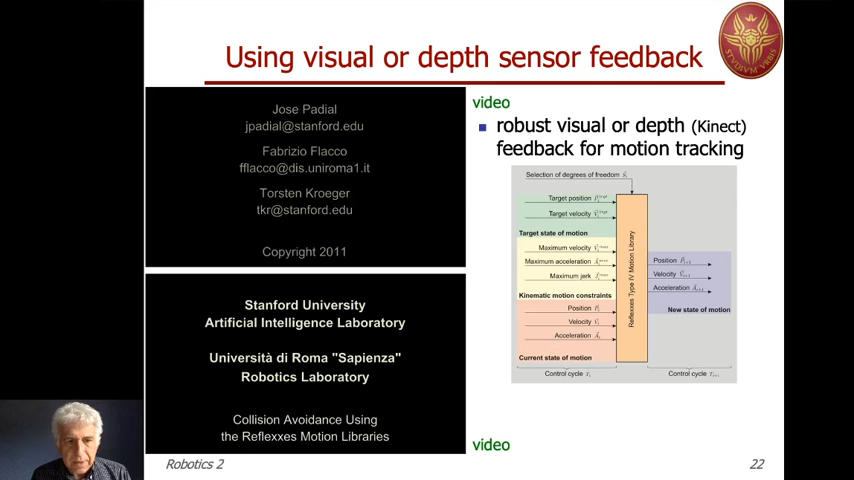 Using visual or depth sensor feedback
Jose Padial
jpadial@stanford.edu
Fabrizio Flacco
fflacco@dis.uniroma1.it
Torsten Kroeger
tkr@stanford.edu
Copyright 2011
Stanford University
Artificial Intelligence Laboratory
Università di Roma "Sapienza"
Robotics Laboratory
Collision Avoidance Using
the Reflexxes Motion Libraries
video
robust visual or depth (Kinect)
feedback for motion tracking
Selection of degrees of freedom
Target position
Target velocity
Target state of motion
Maximum velocity
Maximum acceleration
Maximum jerk
Kinematic motion constraints
Position
Velocity
Acceleration
Current state of motion
Reflexxes Type IV Motion Library
Position
Velocity
Acceleration
New state of motion
Control cycle
Control cycle
video
Robotics 2
22